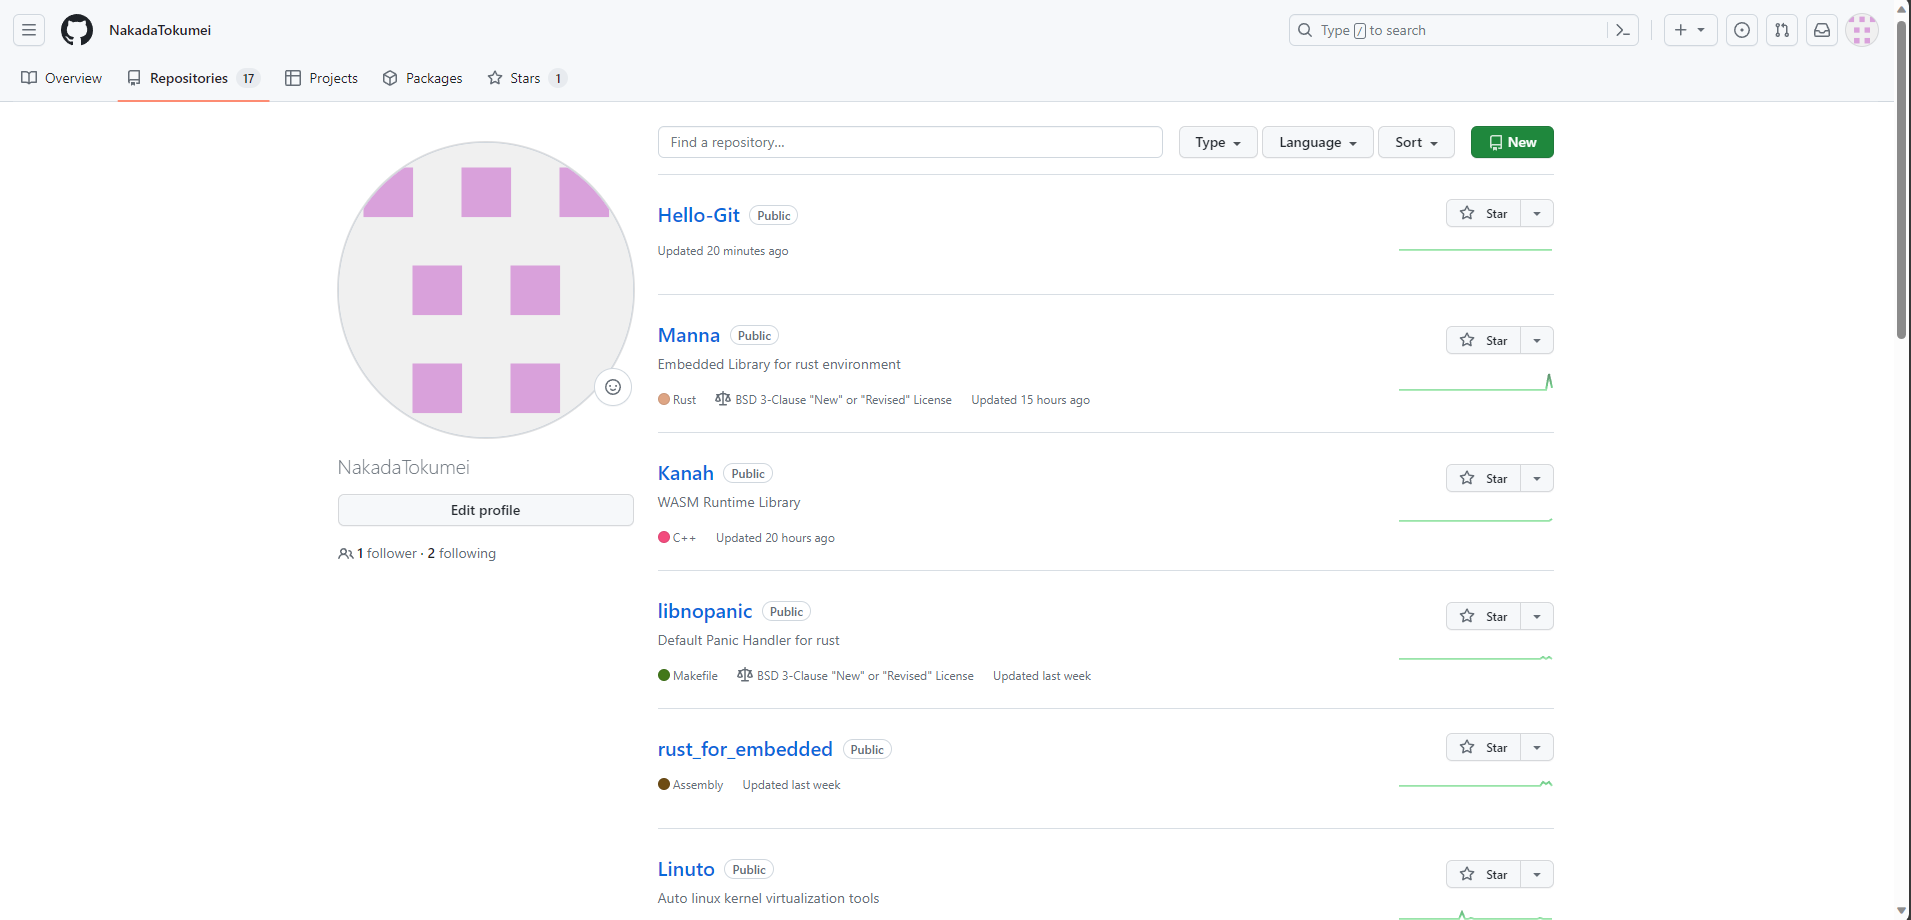 NakadaTokumei
Type / to search
Overview
Repositories 17
Projects
Packages
Stars 1
NakadaTokumei
Edit profile
1 follower · 2 following
Find a repository...
Type
Language
Sort
New
Hello-Git Public
Star
Updated 20 minutes ago
Manna Public
Star
Embedded Library for rust environment
Rust BSD 3-Clause "New" or "Revised" License Updated 15 hours ago
Kanah Public
Star
WASM Runtime Library
C++ Updated 20 hours ago
libnopanic Public
Star
Default Panic Handler for rust
Makefile BSD 3-Clause "New" or "Revised" License Updated last week
rust_for_embedded Public
Star
Assembly Updated last week
Linuto Public
Star
Auto linux kernel virtualization tools